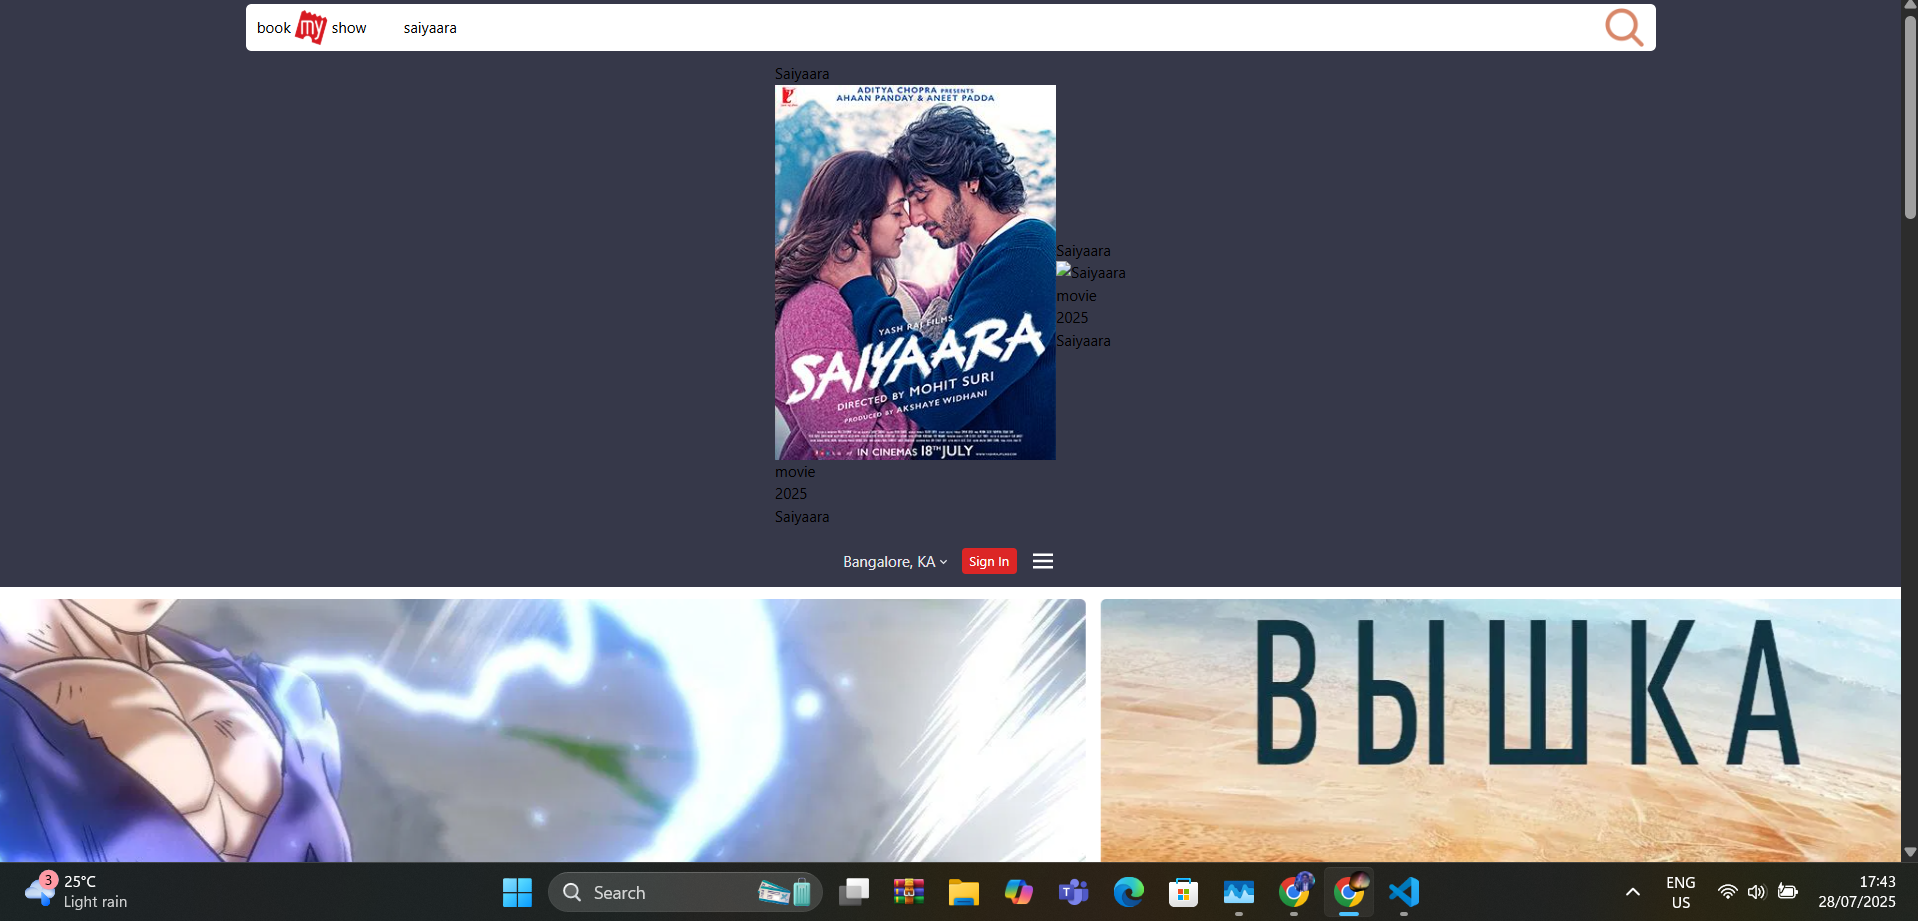 book my show saiyaara
Saiyaara
ADITYA CHOPRA PRESENTS
AHAAN PANDAY & ANEET PADDA
YASH RAJ FILMS
SAIYAARA
DIRECTED BY MOHIT SURI
PRODUCED BY AKSHAYE WIDHANI
IN CINEMAS 18TH JULY
movie
2025
Saiyaara
Saiyaara
Saiyaara
movie
2025
Saiyaara
Bangalore, KA Sign In
ВЫШКА
3 25°C
Light rain
Search
ENG
US
17:43
28/07/2025